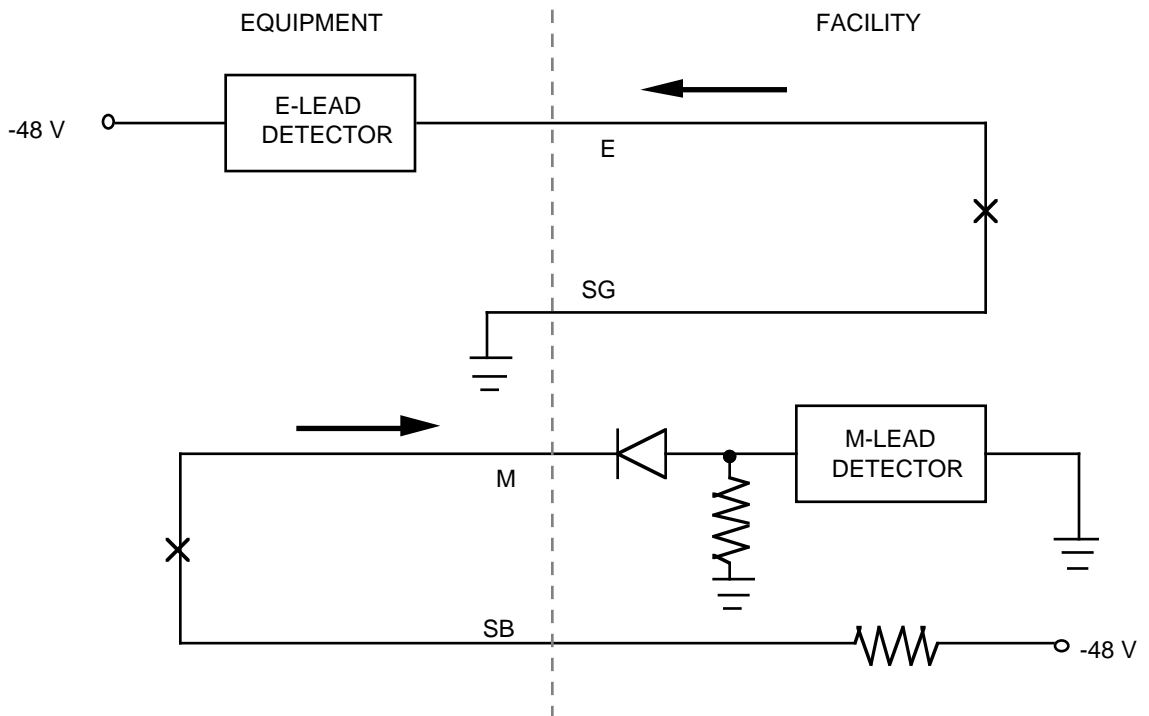 EQUIPMENT
FACILITY
E-LEAD
DETECTOR
-48 V
E
SG
M-LEAD
DETECTOR
M
SB
-48 V